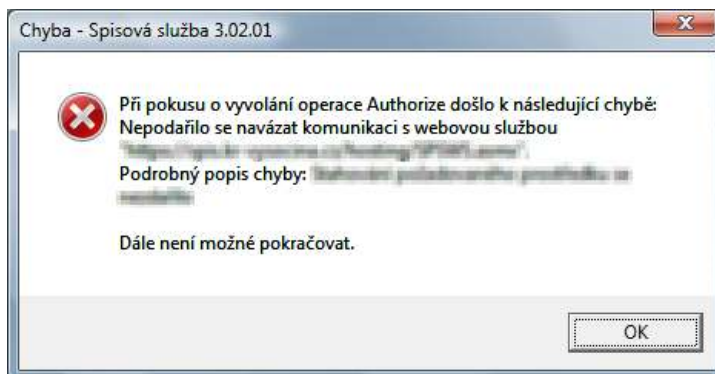 Chyba - Spisová služba 3.02.01
Při pokusu o vyvolání operace Authorize došlo k následující chybě:
Nepodařilo se navázat komunikaci s webovou službou
Podrobný popis chyby:
Dále není možné pokračovat.
OK